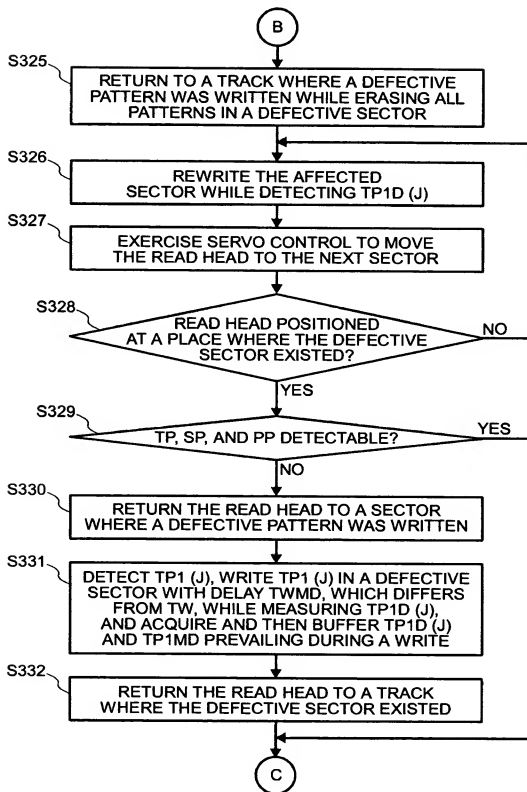 B
S325
RETURN TO A TRACK WHERE A DEFECTIVE
PATTERN WAS WRITTEN WHILE ERASING ALL
PATTERNS IN A DEFECTIVE SECTOR
S326
REWRITE THE AFFECTED
SECTOR WHILE DETECTING TP1D (J)
S327
EXERCISE SERVO CONTROL TO MOVE
THE READ HEAD TO THE NEXT SECTOR
S328
READ HEAD POSITIONED
AT A PLACE WHERE THE DEFECTIVE
SECTOR EXISTED?
NO
YES
S329
TP, SP, AND PP DETECTABLE?
YES
NO
S330
RETURN THE READ HEAD TO A SECTOR
WHERE A DEFECTIVE PATTERN WAS WRITTEN
S331
DETECT TP1 (J), WRITE TP1 (J) IN A DEFECTIVE
SECTOR WITH DELAY TWMD, WHICH DIFFERS
FROM TW, WHILE MEASURING TP1D (J),
AND ACQUIRE AND THEN BUFFER TP1D (J)
AND TP1MD PREVAILING DURING A WRITE
S332
RETURN THE READ HEAD TO A TRACK
WHERE THE DEFECTIVE SECTOR EXISTED
C